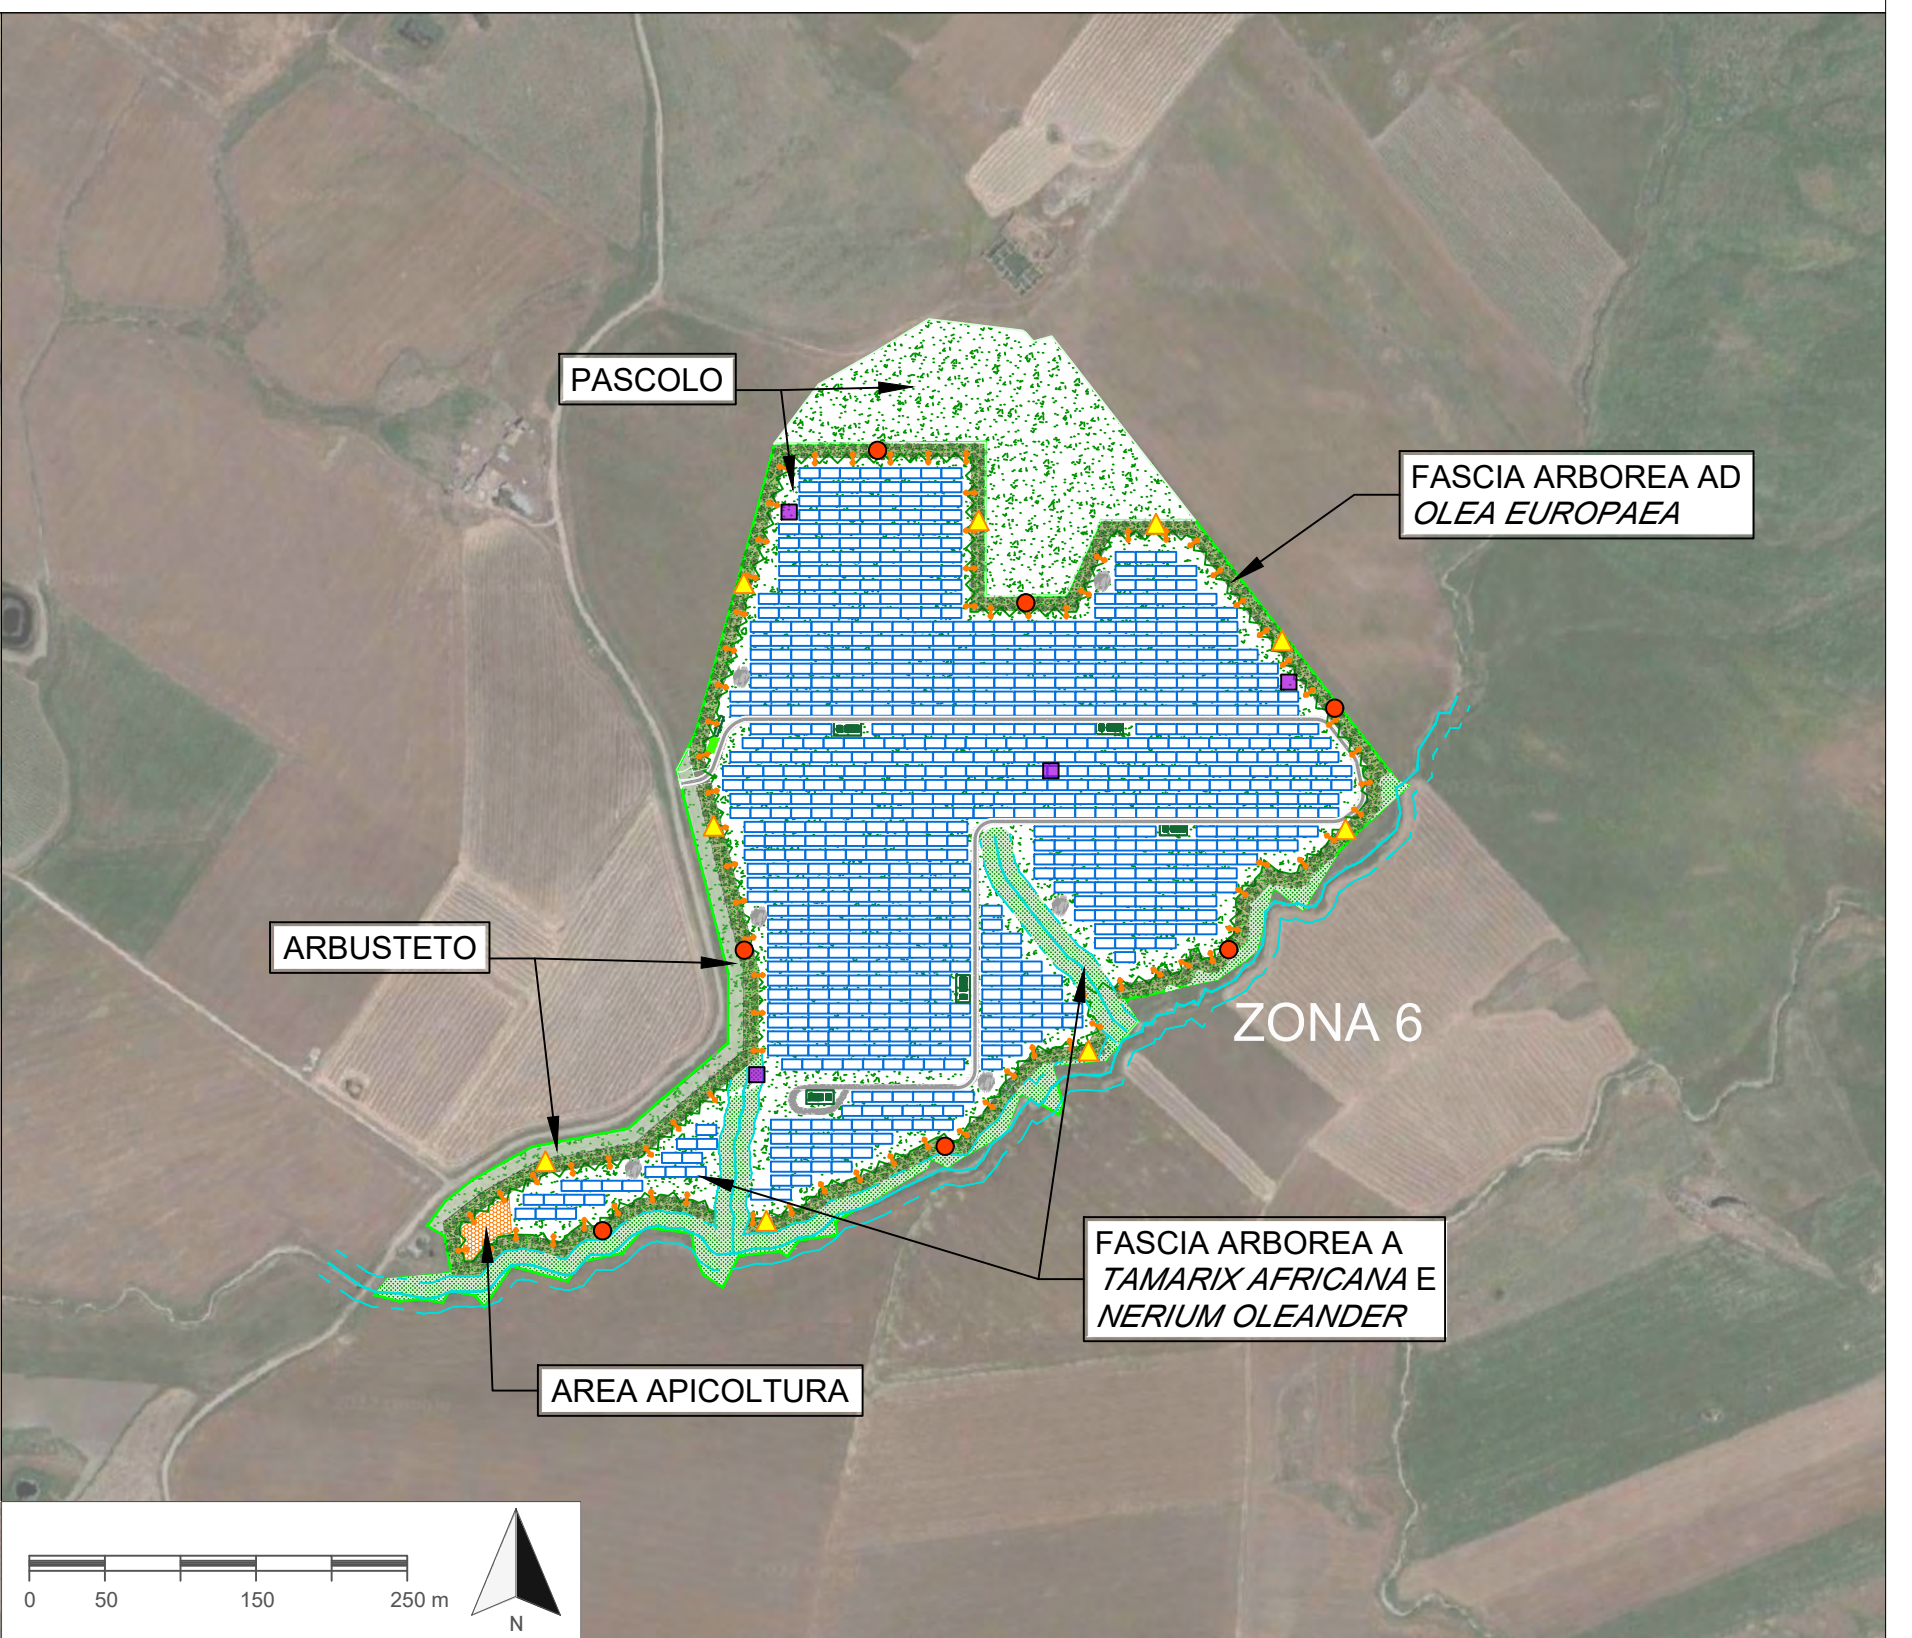 PASCOLO
FASCIA ARBOREA AD
OLEA EUROPAEA
ARBUSTETO
ZONA 6
FASCIA ARBOREA A
TAMARIX AFRICANA E
NERIUM OLEANDER
AREA APICOLTURA
0 50 150 250 m
N